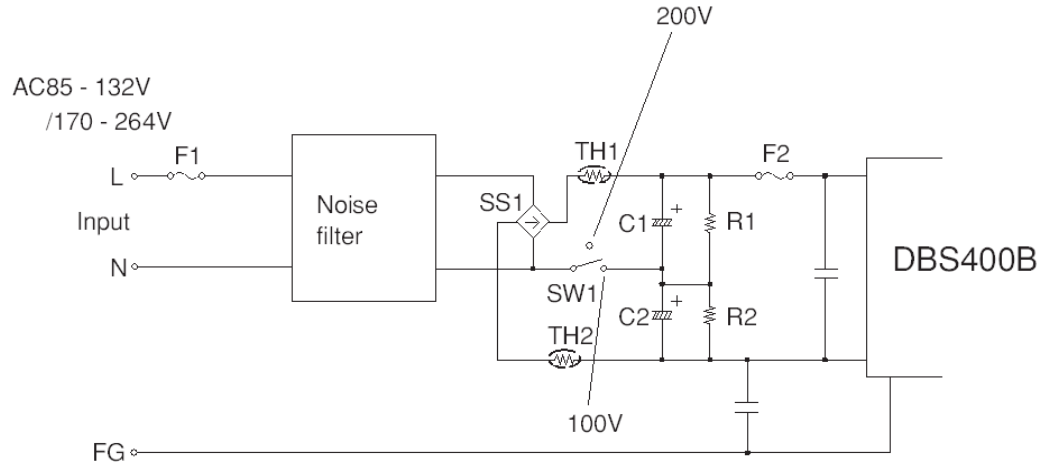 200V
AC85 - 132V
/170 - 264V
F1
TH1
F2
L
SS1
Noise
filter
C1
+
R1
Input
DBS400B
N
SW1
+
C2
R2
TH2
100V
FG